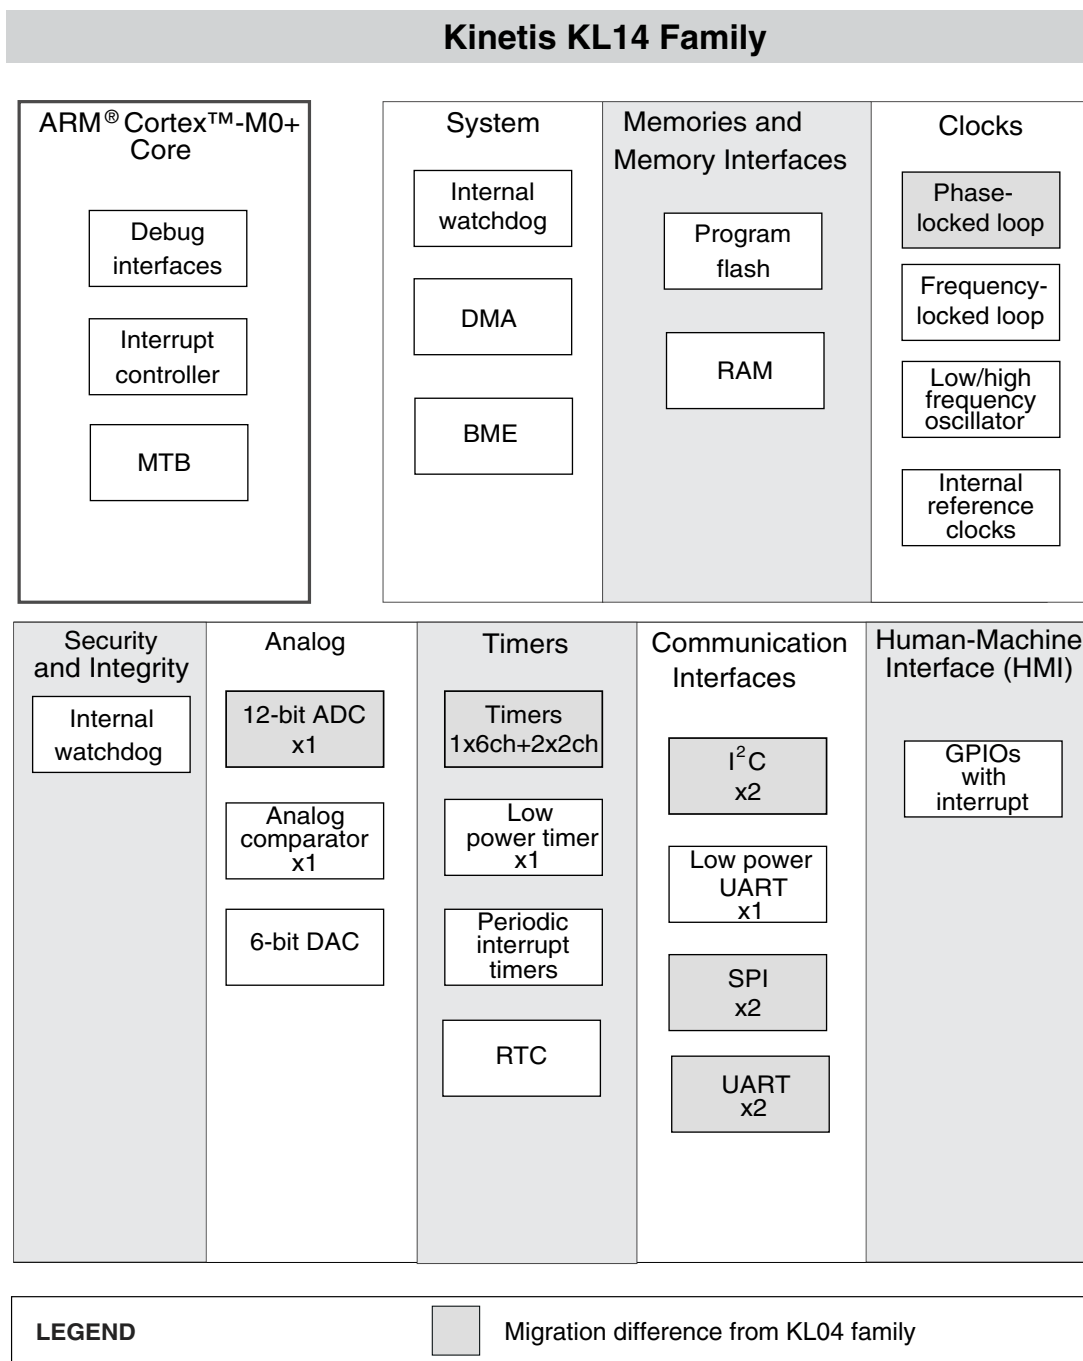 Kinetis KL14 Family
ARM® Cortex™-M0+
Core
Debug
interfaces
Interrupt
controller
MTB
System
Internal
watchdog
DMA
BME
Memories and
Memory Interfaces
Program
flash
RAM
Clocks
Phase-
locked loop
Frequency-
locked loop
Low/high
frequency
oscillator
Internal
reference
clocks
Security
and Integrity
Internal
watchdog
Analog
12-bit ADC
x1
Analog
comparator
x1
6-bit DAC
Timers
Timers
1x6ch+2x2ch
Low
power timer
x1
Periodic
interrupt
timers
RTC
Communication
Interfaces
I²C
x2
Low power
UART
x1
SPI
x2
UART
x2
Human-Machine
Interface (HMI)
GPIOs
with
interrupt
LEGEND
Migration difference from KL04 family